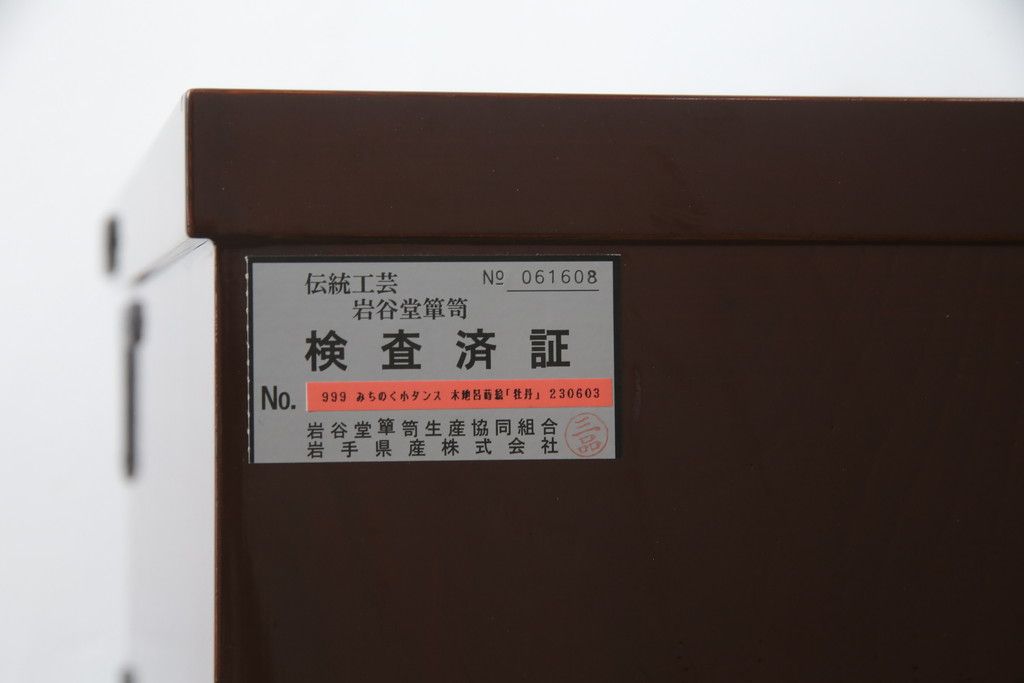 伝統工芸 № 061608
岩谷堂簞笥
検査済証
No. 999 みちのく小タンス 木地呂蒔絵「牡丹」 230603
岩谷堂簞笥生産協同組合
岩手県産株式会社